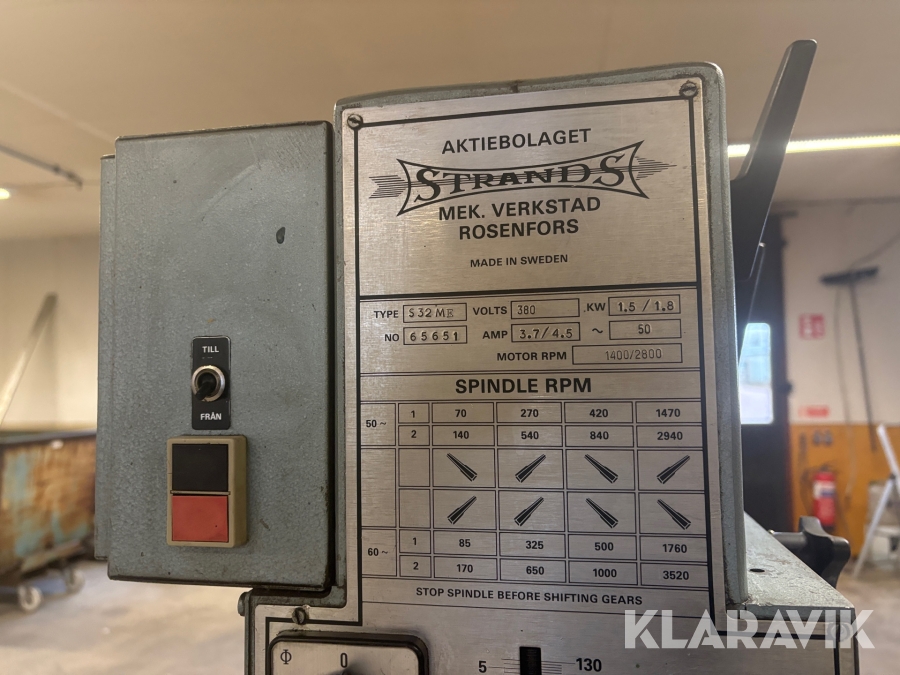 AKTIEBOLAGET
STRANDS
MEK. VERKSTAD
ROSENFORS
MADE IN SWEDEN
TYPE S32ME VOLTS 380 KW 1.5/1.8
NO 65651 AMP 3.7/4.5 ~ 50
MOTOR RPM 1400/2800
SPINDLE RPM
50~ 1 70 270 420 1470
2 140 540 840 2940
60~ 1 85 325 500 1760
2 170 650 1000 3520
STOP SPINDLE BEFORE SHIFTING GEARS
TILL
FRÅN
Φ 0
5 130
KLARAVIK